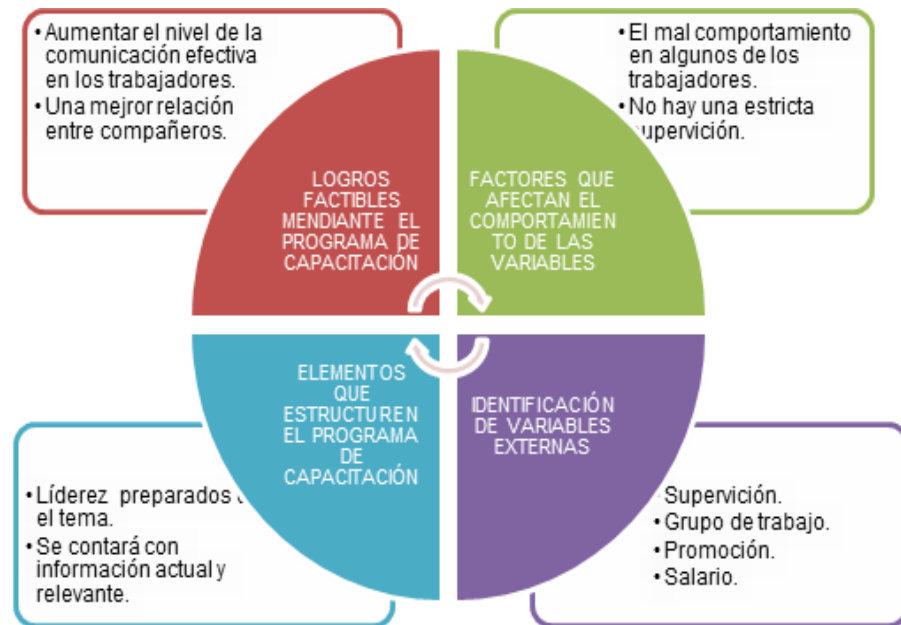 • Aumentar el nivel de la
comunicación efectiva
en los trabajadores.
• Una mejror relación
entre compañeros.
LOGROS
FACTIBLES
MENDIANTE EL
PROGRAMA DE
CAPACITACIÓN
• El mal comportamiento
en algunos de los
trabajadores.
• No hay una estricta
upervición.
FACTORES QUE
AFECTAN EL
COMPORTAMIEN
TO DE LAS
VARIABLES
ELEMENTOS
QUE
ESTRUCTUREN
EL PROGRAMA
DE
CAPACITACIÓN
• Líderez preparados
el tema.
• Se contará con
información actual y
relevante.
IDENTIFICACIÓN
DE VARIABLES
EXTERNAS
• Supervición.
• Grupo de trabajo.
• Promoción.
• Salario.